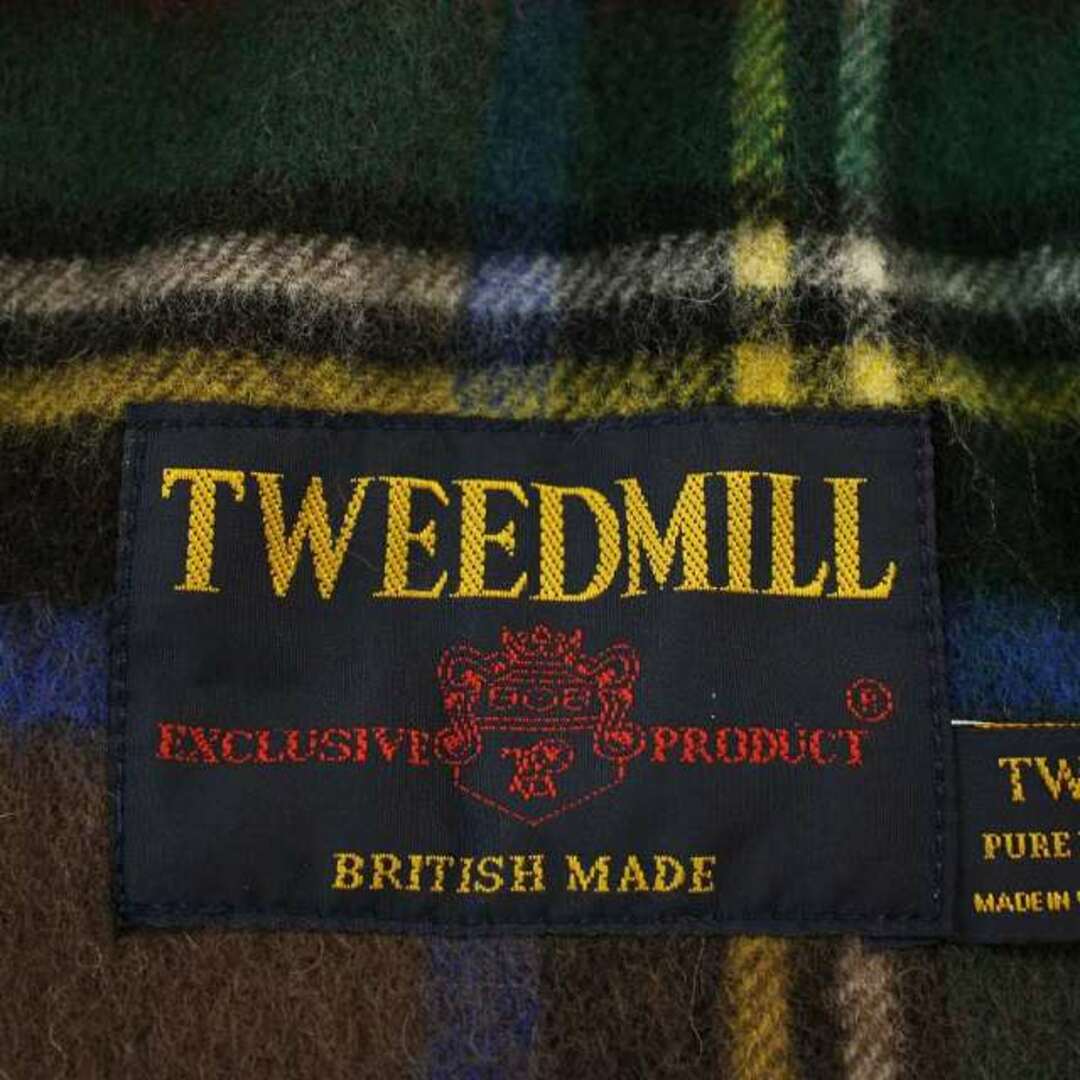 TWEEDMILL
EXCLUSIVE PRODUCT ®
BRITISH MADE
TW
PURE
MADE IN